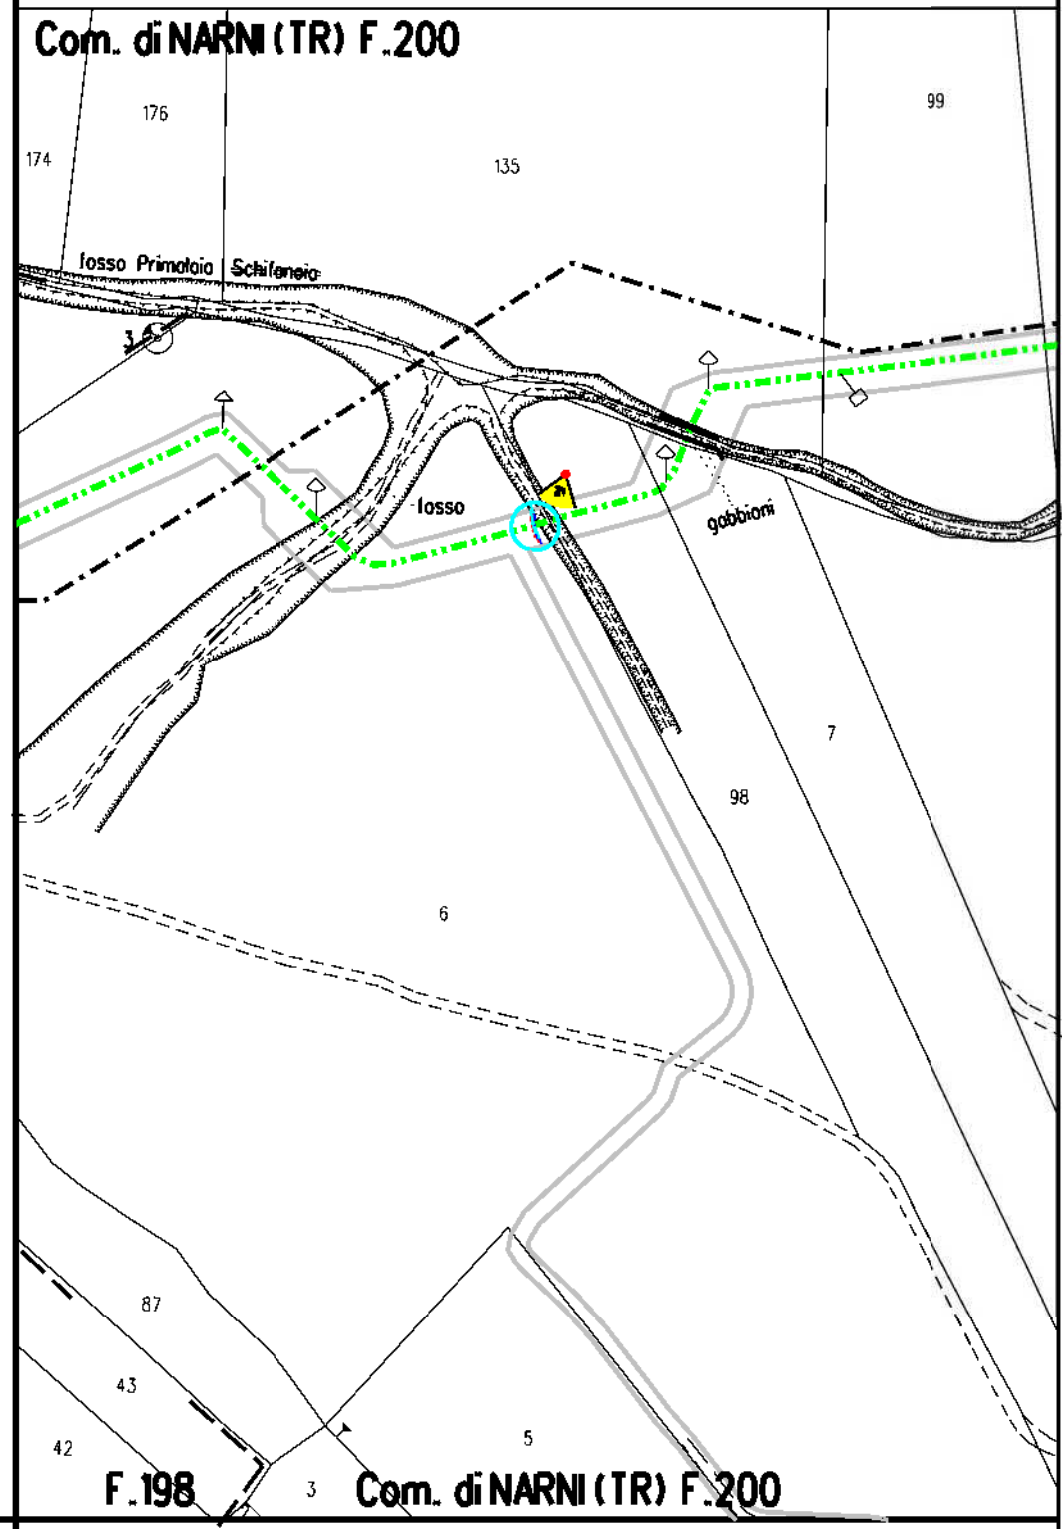 Com. di NARNI (TR) F.200
176
99
174
135
fosso Primolaio Schifanoia
3
fosso
gabbioni
7
98
6
87
43
42
5
3
F.198
Com. di NARNI (TR) F.200